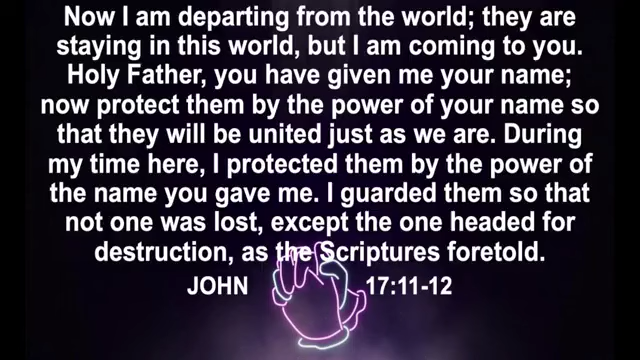 Now I am departing from the world; they are
staying in this world, but I am coming to you.
Holy Father, you have given me your name;
now protect them by the power of your name so
that they will be united just as we are. During
my time here, I protected them by the power of
the name you gave me. I guarded them so that
not one was lost, except the one headed for
destruction, as the Scriptures foretold.
JOHN 17:11-12